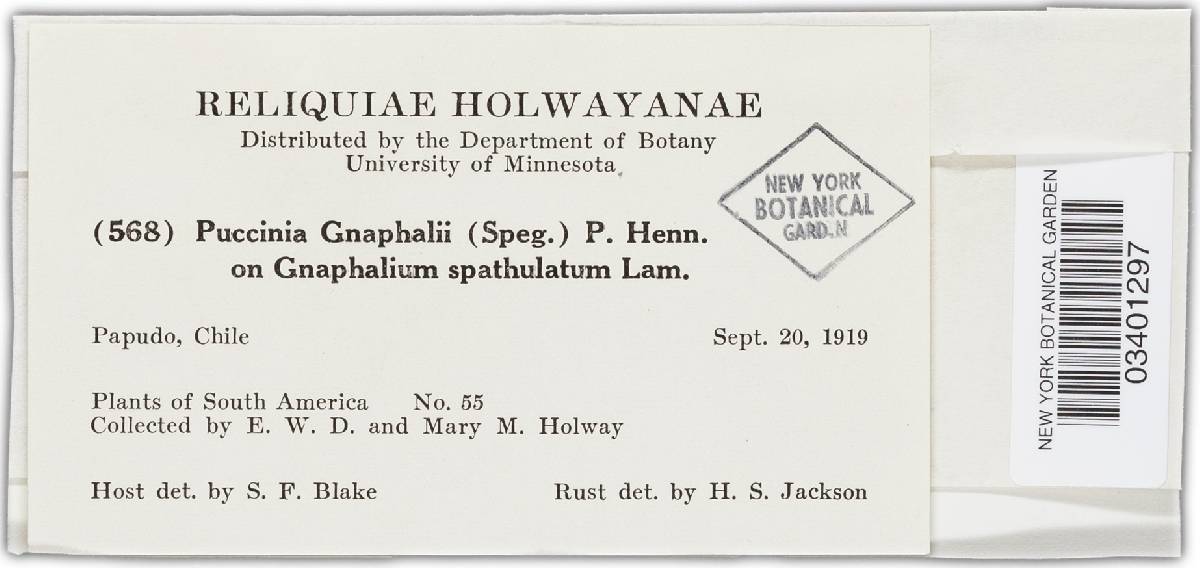 RELIQUIAE HOLWAYANAE
Distributed by the Department of Botany
University of Minnesota.
NEW YORK
BOTANICAL
GARD.N
(568) Puccinia Gnaphalii (Speg.) P. Henn.
on Gnaphalium spathulatum Lam.
Papudo, Chile Sept. 20, 1919
Plants of South America No. 55
Collected by E. W. D. and Mary M. Holway
Host det. by S. F. Blake Rust det. by H. S. Jackson
NEW YORK BOTANICAL GARDEN
03401297